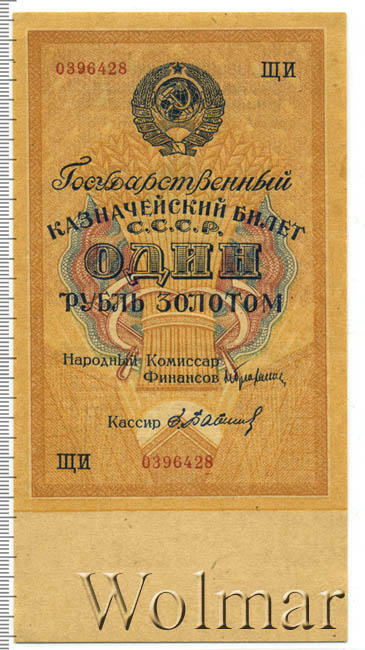 0396428 ЩИ
Государственный
КАЗНАЧЕЙСКИЙ БИЛЕТ
С.С.С.Р.
ОДИН
РУБЛЬ ЗОЛОТОМ
Народный Комиссар
Финансов
Кассир
ЩИ 0396428
Wolmar